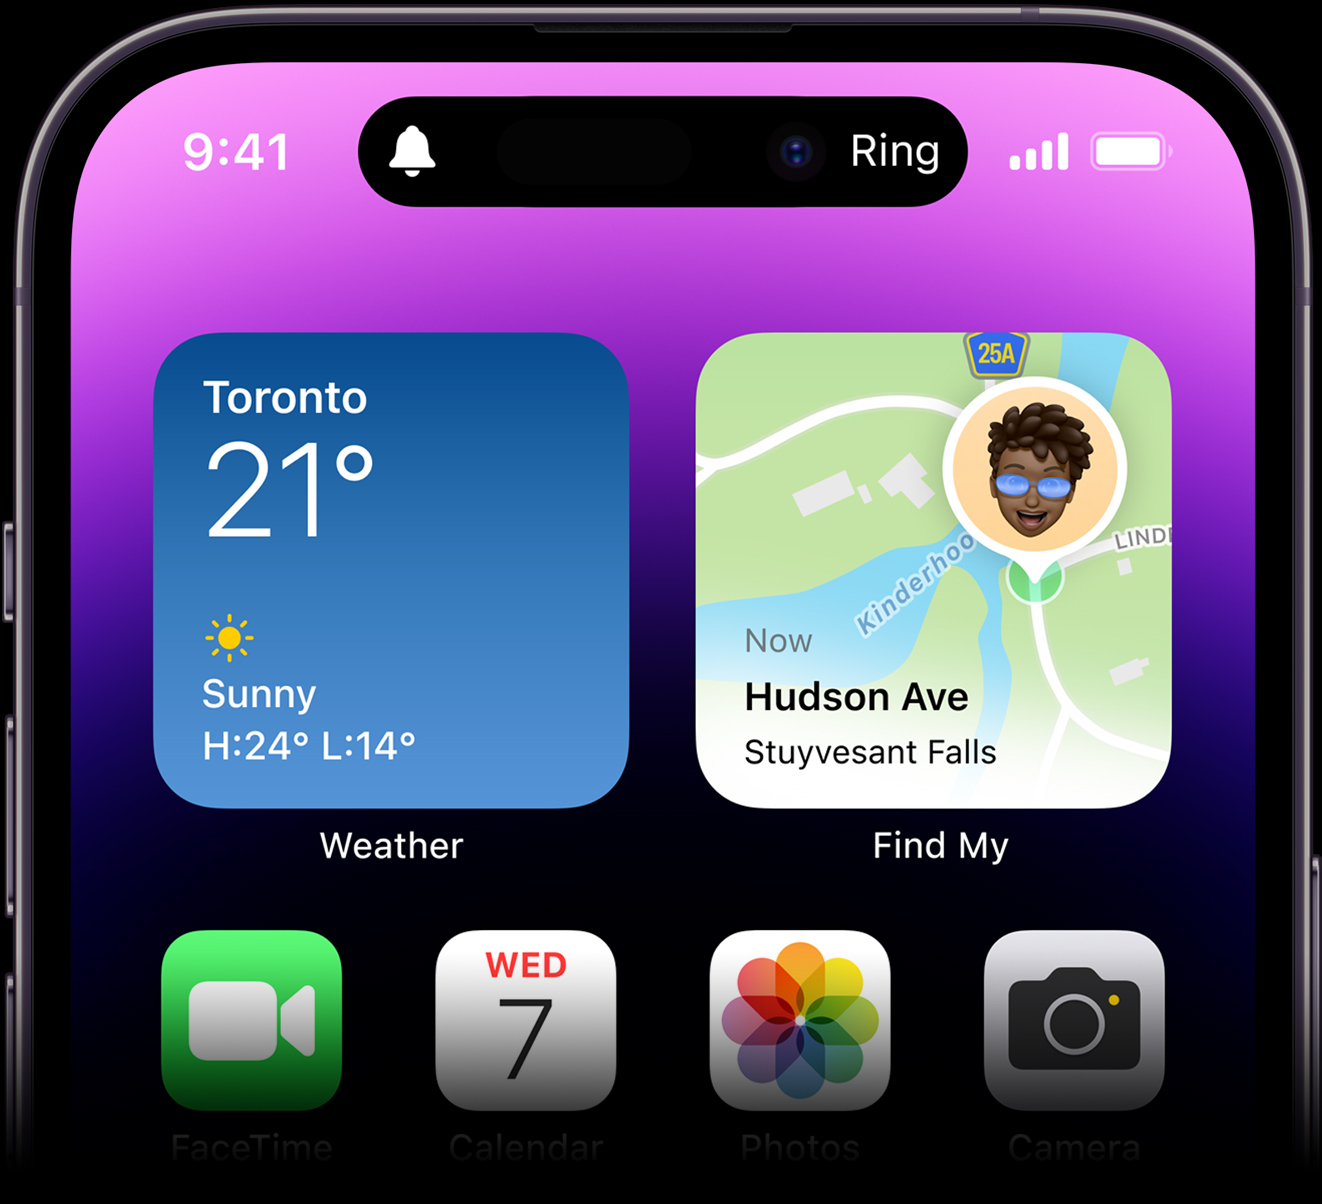 9:41
Ring
Toronto
21°
Sunny
H:24° L:14°
25A
Kinderhoo
LINDE
Now
Hudson Ave
Stuyvesant Falls
Weather
Find My
WED
7
FaceTime
Calendar
Photos
Camera